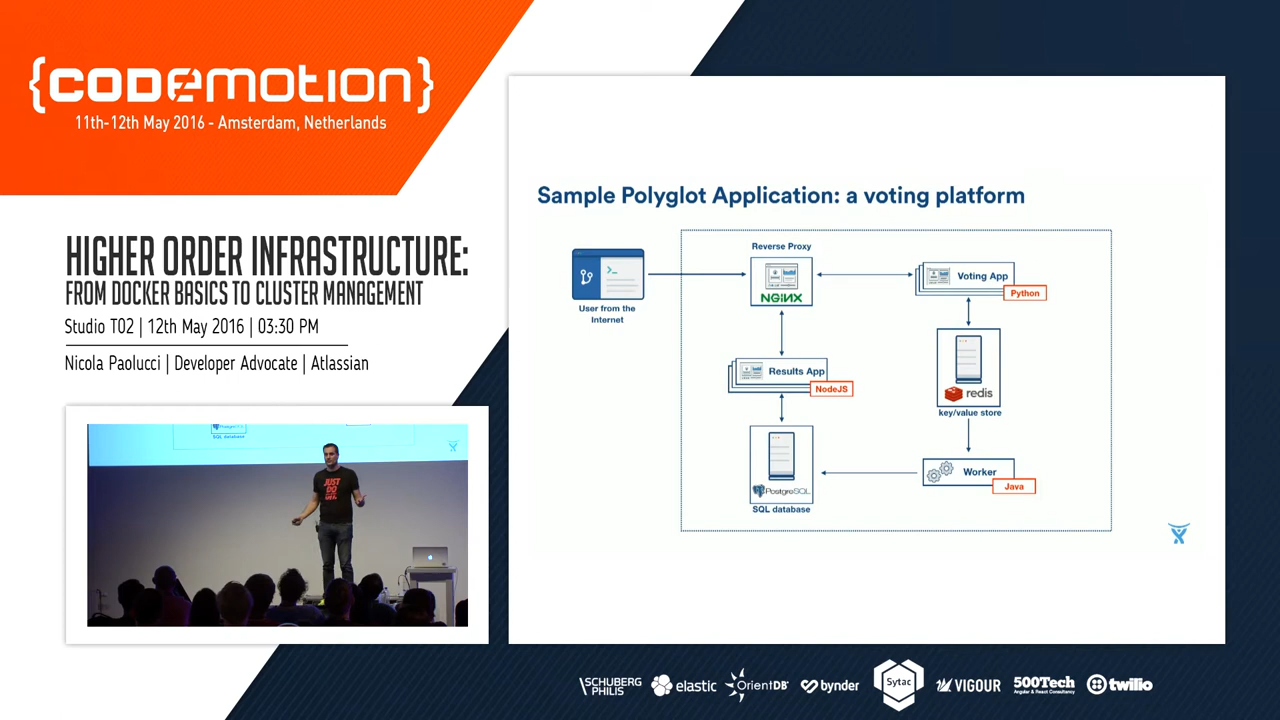 {CODEMOTION}
11th-12th May 2016 - Amsterdam, Netherlands
HIGHER ORDER INFRASTRUCTURE:
FROM DOCKER BASICS TO CLUSTER MANAGEMENT
Studio T02 | 12th May 2016 | 03:30 PM
Nicola Paolucci | Developer Advocate | Atlassian
SQL database
JUST
DO
Sample Polyglot Application: a voting platform
Reverse Proxy
NGINX
User from the
Internet
Voting App
Python
Results App
NodeJS
redis
key/value store
PostgreSQL
SQL database
Worker
Java
SCHUBERG
PHILIS
elastic
OrientDB
bynder
Sytac
VIGOUR
500Tech
Angular & React Consultancy
twilio